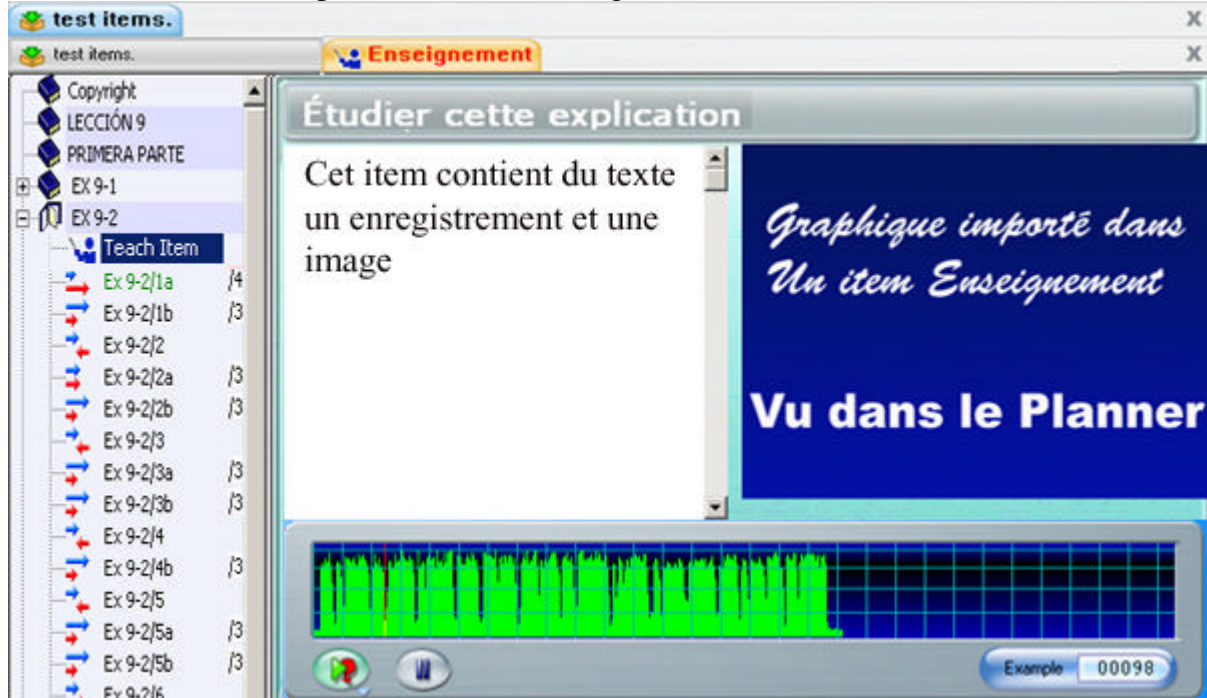 test items.
X
test items.
Enseignement
X
Copyright
LECCIÓN 9
PRIMERA PARTE
EX 9-1
EX 9-2
Teach Item
Ex 9-2/1a /4
Ex 9-2/1b /3
Ex 9-2/2
Ex 9-2/2a /3
Ex 9-2/2b /3
Ex 9-2/3
Ex 9-2/3a /3
Ex 9-2/3b /3
Ex 9-2/4
Ex 9-2/4b /3
Ex 9-2/5
Ex 9-2/5a /3
Ex 9-2/5b /3
Ex 9-2/6
Étudier cette explication
Cet item contient du texte
un enregistrement et une
image
Graphique importé dans
Un item Enseignement
Vu dans le Planner
Example 00098